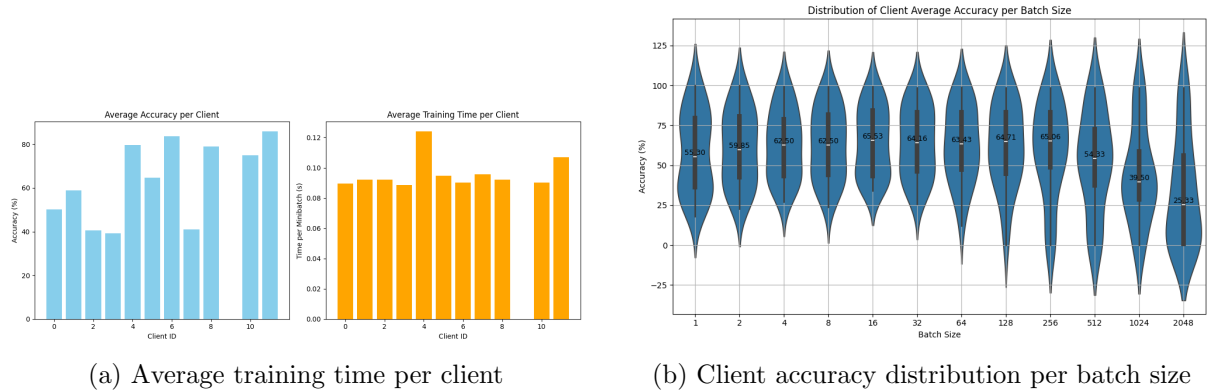 Average Accuracy per Client
Accuracy (%)
80
60
40
20
0
0 2 4 6 8 10
Client ID
Average Training Time per Client
Time per Minibatch (s)
0.12
0.10
0.08
0.06
0.04
0.02
0.00
0 2 4 6 8 10
Client ID
(a) Average training time per client
Distribution of Client Average Accuracy per Batch Size
Accuracy (%)
125
100
75
50
25
0
−25
55.30 59.85 62.50 62.50 65.53 64.16 63.43 64.71 65.06 54.33 39.50 25.33
1 2 4 8 16 32 64 128 256 512 1024 2048
Batch Size
(b) Client accuracy distribution per batch size